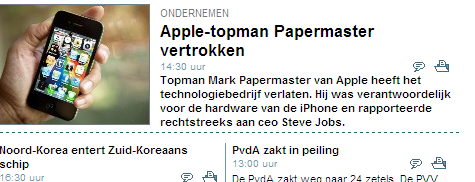 ONDERNEMEN
Apple-topman Papermaster
vertrokken
14:30 uur
Topman Mark Papermaster van Apple heeft het
technologiebedrijf verlaten. Hij was verantwoordelijk
voor de hardware van de iPhone en rapporteerde
rechtstreeks aan ceo Steve Jobs.
Noord-Korea entert Zuid-Koreaans
schip
16:30 uur
PvdA zakt in peiling
13:00 uur
De PvdA zakt weg naar 24 zetels. De PVV